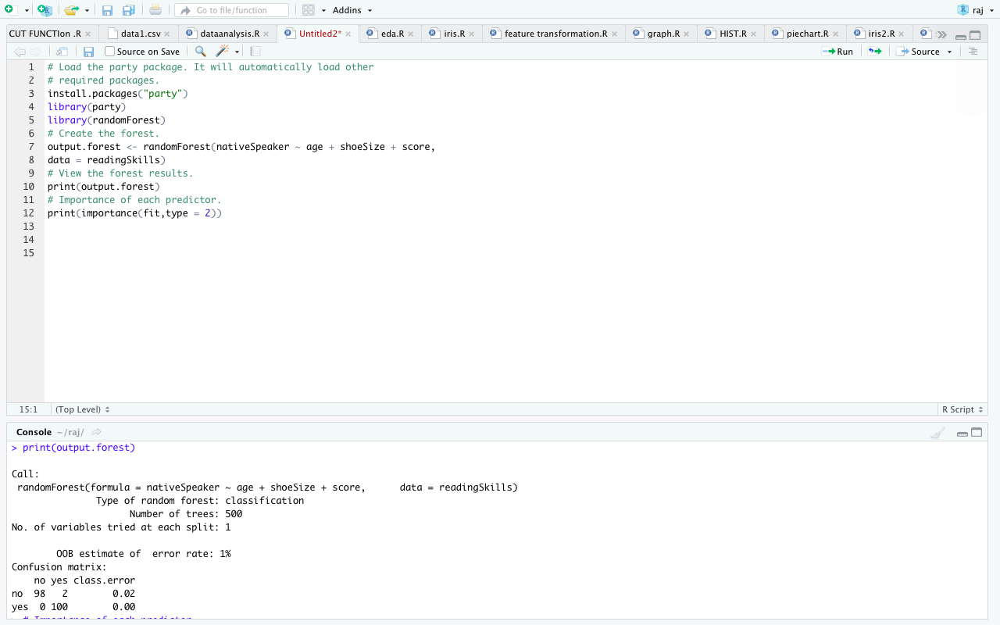 Go to file/function Addins raj
CUT FUNCTIon .R data1.csv dataanalysis.R Untitled2* eda.R iris.R feature transformation.R graph.R HIST.R piechart.R iris2.R
Source on Save Run Source
1 # Load the party package. It will automatically load other
2 # required packages.
3 install.packages("party")
4 library(party)
5 library(randomForest)
6 # Create the forest.
7 output.forest <- randomForest(nativeSpeaker ~ age + shoeSize + score,
8 data = readingSkills)
9 # View the forest results.
10 print(output.forest)
11 # Importance of each predictor.
12 print(importance(fit,type = 2))
13
14
15
15:1 (Top Level) R Script
Console ~/raj/
> print(output.forest)
Call:
randomForest(formula = nativeSpeaker ~ age + shoeSize + score, data = readingSkills)
Type of random forest: classification
Number of trees: 500
No. of variables tried at each split: 1
OOB estimate of error rate: 1%
Confusion matrix:
no yes class.error
no 98 2 0.02
yes 0 100 0.00
> # Importance of each predictor.